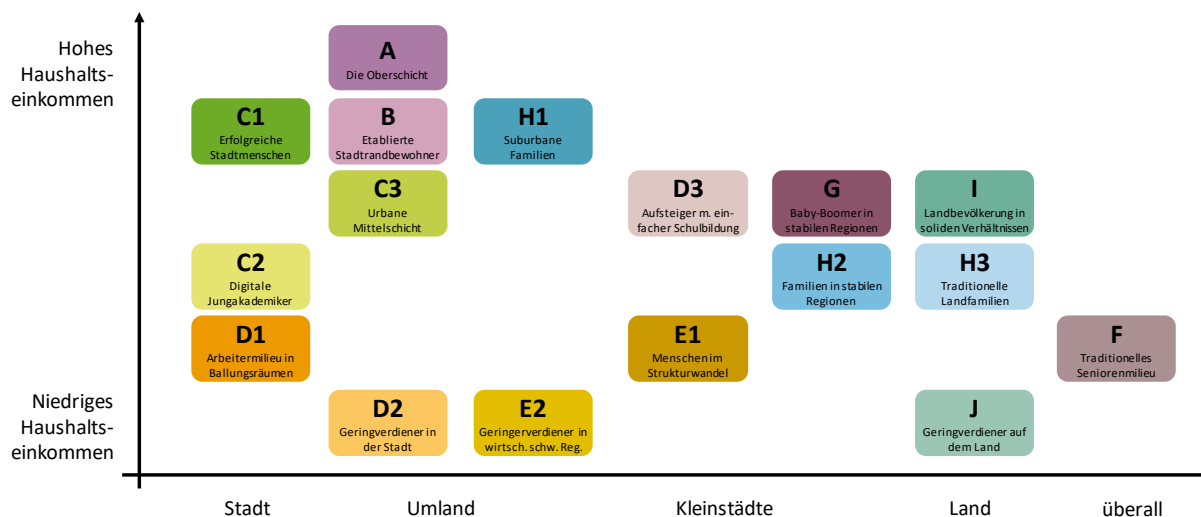 Hohes
Haushalts-
einkommen
A
Die Oberschicht
C1
Erfolgreiche
Stadtmenschen
B
Etablierte
Stadtrandbewohner
H1
Suburbane
Familien
C3
Urbane
Mittelschicht
D3
Aufsteiger m. ein-
facher Schulbildung
G
Baby-Boomer in
stabilen Regionen
I
Landbevölkerung in
soliden Verhältnissen
C2
Digitale
Jungakademiker
H2
Familien in stabilen
Regionen
H3
Traditionelle
Landfamilien
D1
Arbeitermilieu in
Ballungsräumen
E1
Menschen im
Strukturwandel
F
Traditionelles
Seniorenmilieu
Niedriges
Haushalts-
einkommen
D2
Geringverdiener in
der Stadt
E2
Geringerverdiener in
wirtsch. schw. Reg.
J
Geringverdiener auf
dem Land
Stadt
Umland
Kleinstädte
Land
überall